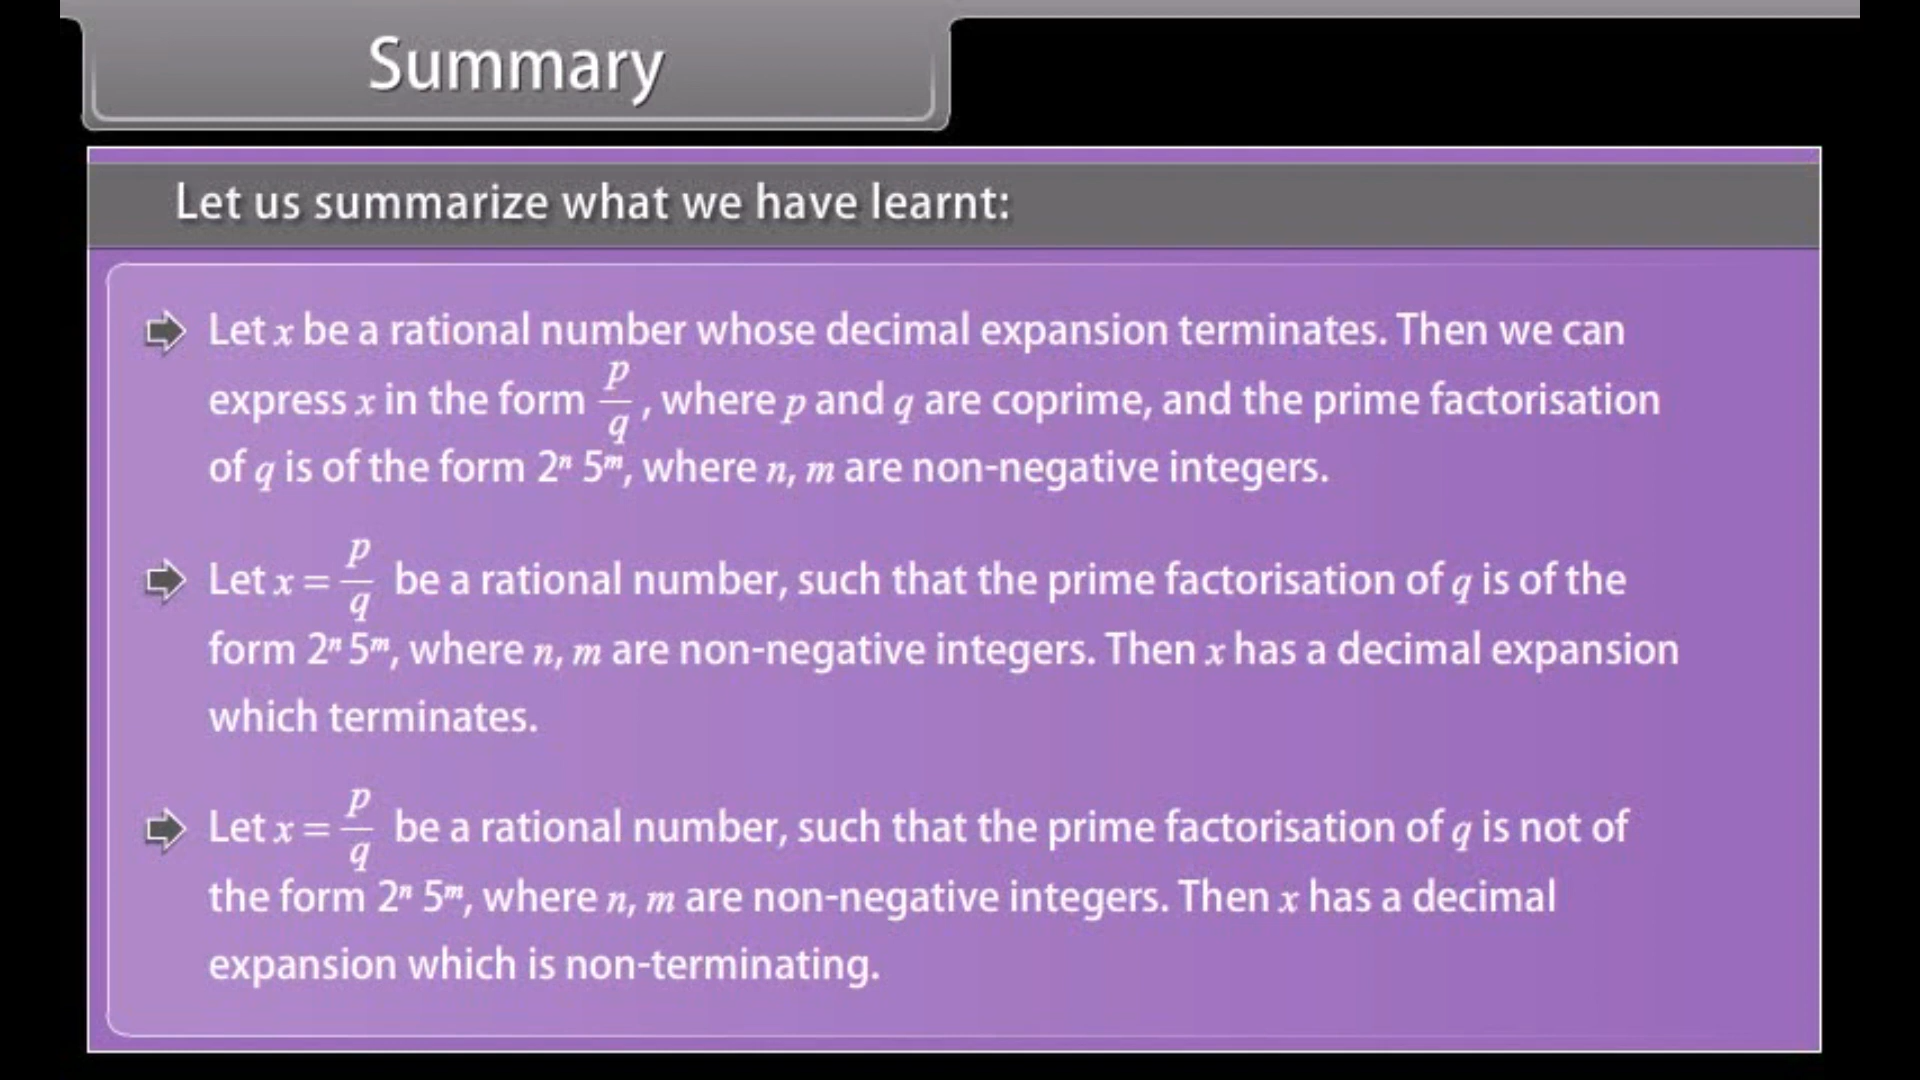 Summary
Let us summarize what we have learnt:
Let x be a rational number whose decimal expansion terminates. Then we can
express x in the form p/q, where p and q are coprime, and the prime factorisation
of q is of the form 2ⁿ 5ᵐ, where n, m are non-negative integers.
Let x = p/q be a rational number, such that the prime factorisation of q is of the
form 2ⁿ 5ᵐ, where n, m are non-negative integers. Then x has a decimal expansion
which terminates.
Let x = p/q be a rational number, such that the prime factorisation of q is not of
the form 2ⁿ 5ᵐ, where n, m are non-negative integers. Then x has a decimal
expansion which is non-terminating.